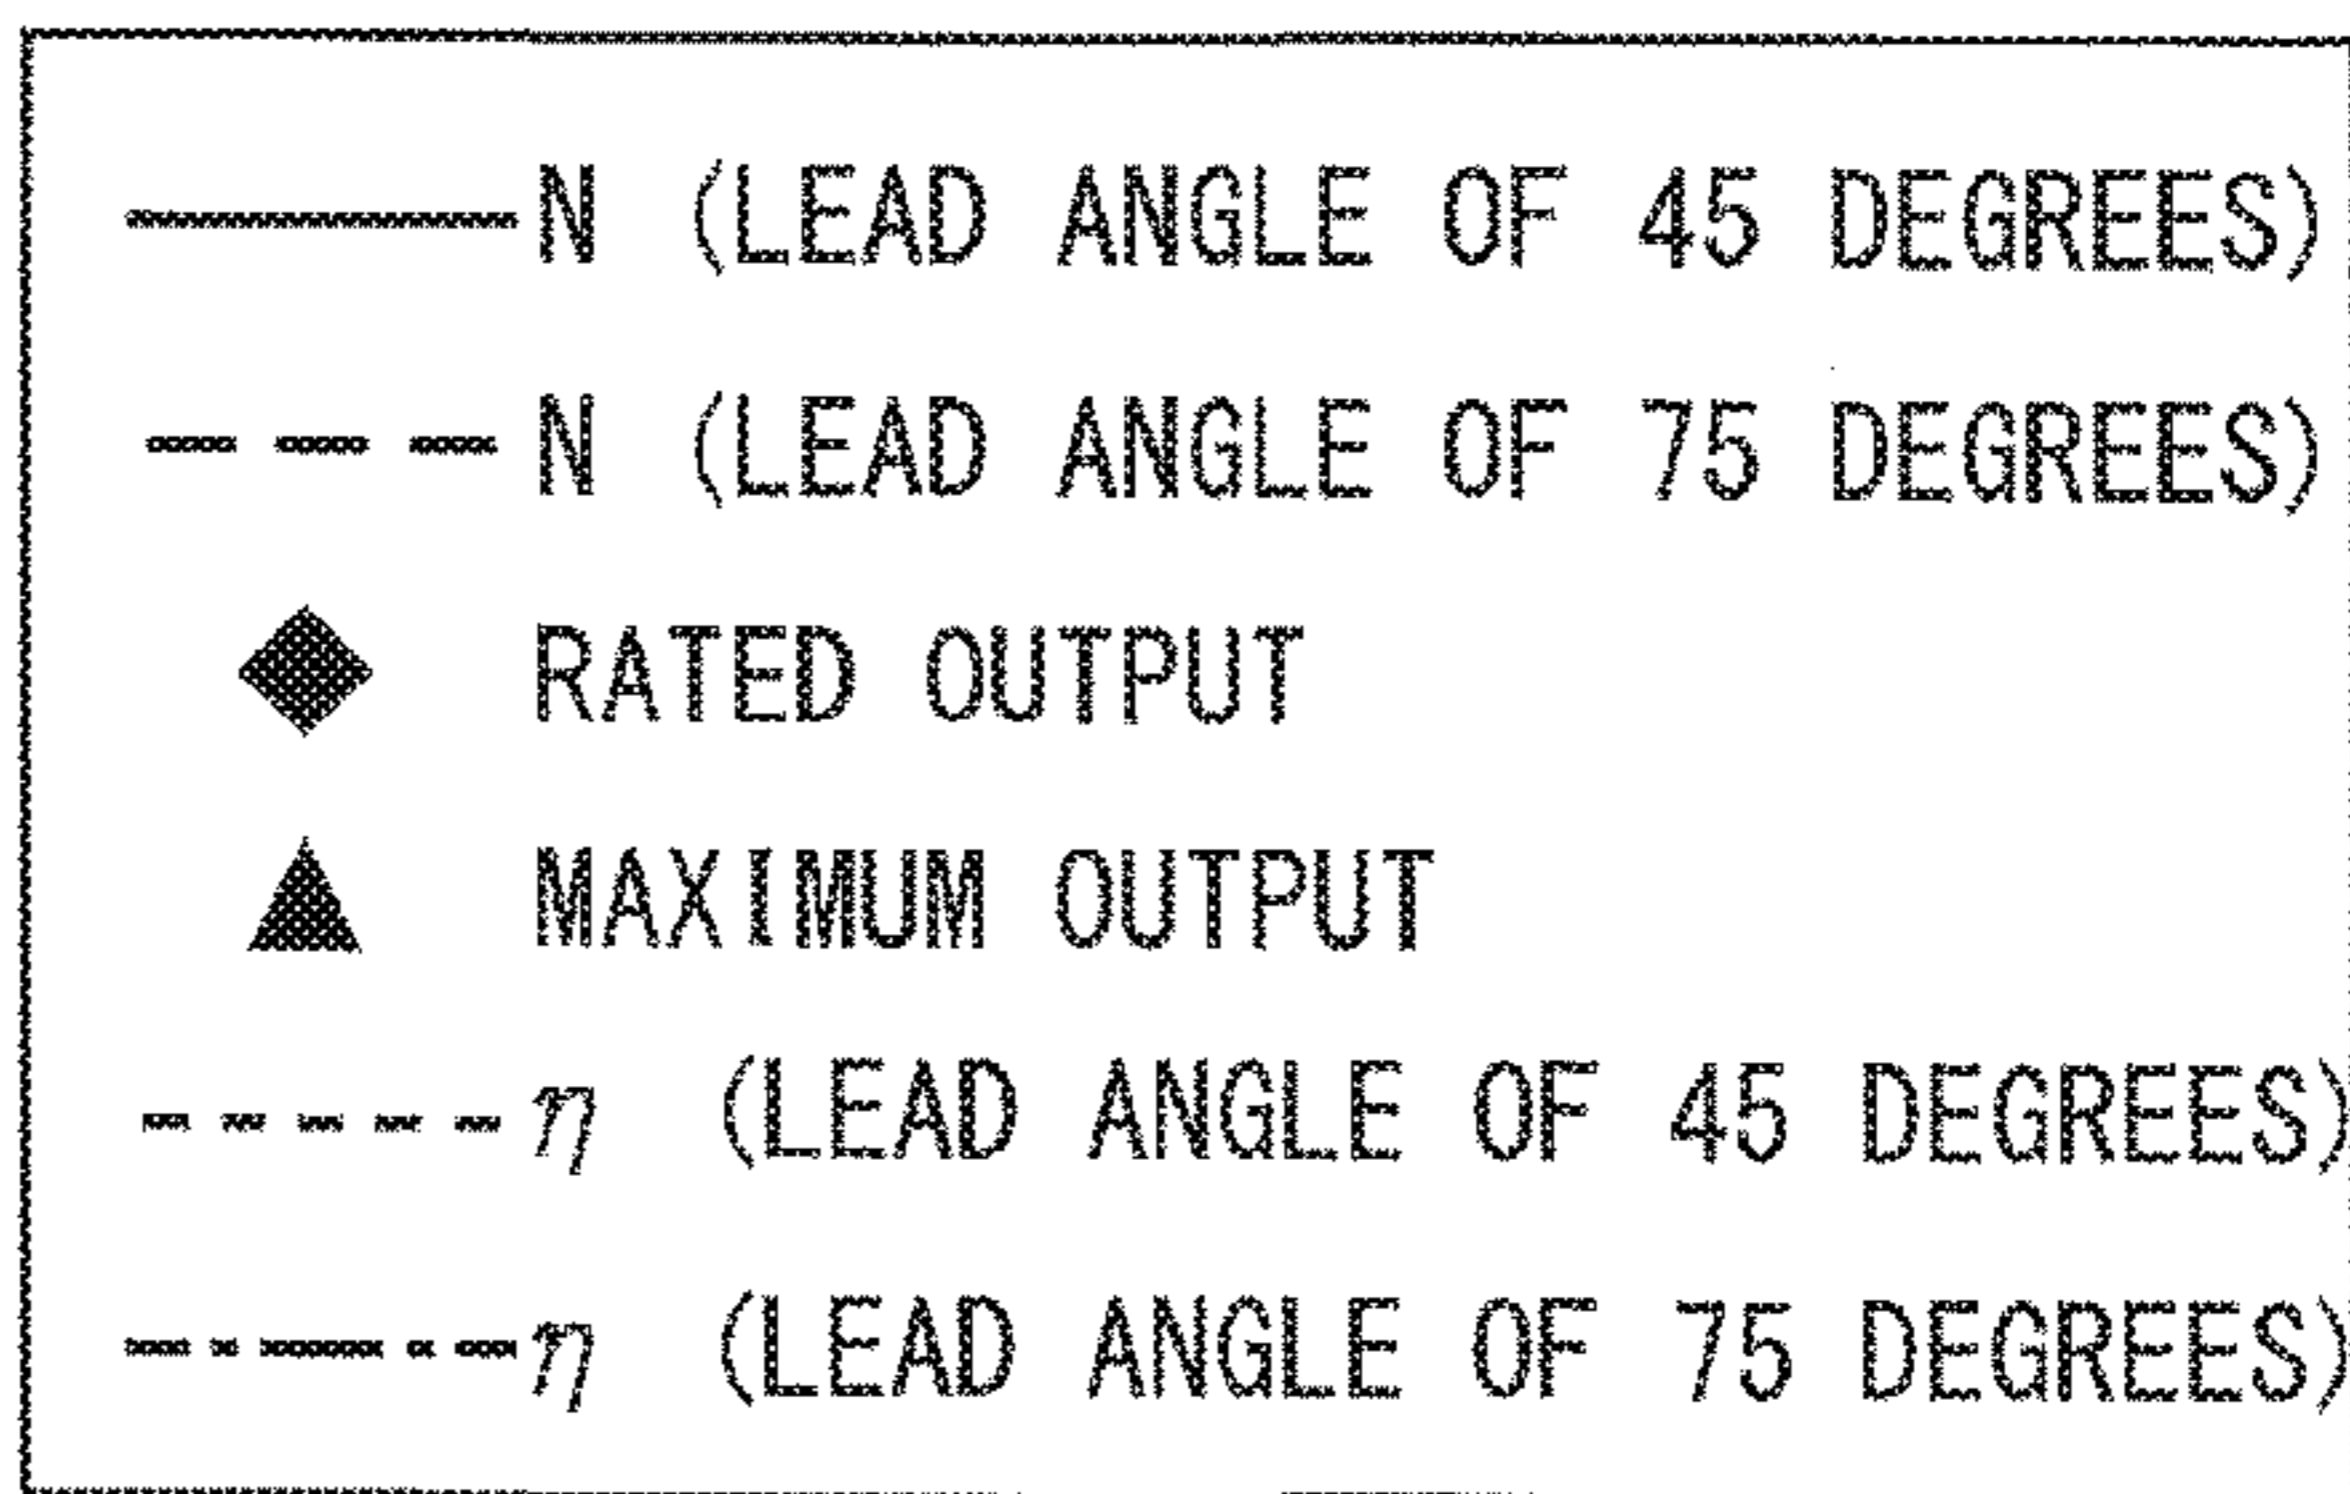 N (LEAD ANGLE OF 45 DEGREES)
N (LEAD ANGLE OF 75 DEGREES)
RATED OUTPUT
MAXIMUM OUTPUT
η (LEAD ANGLE OF 45 DEGREES)
η (LEAD ANGLE OF 75 DEGREES)